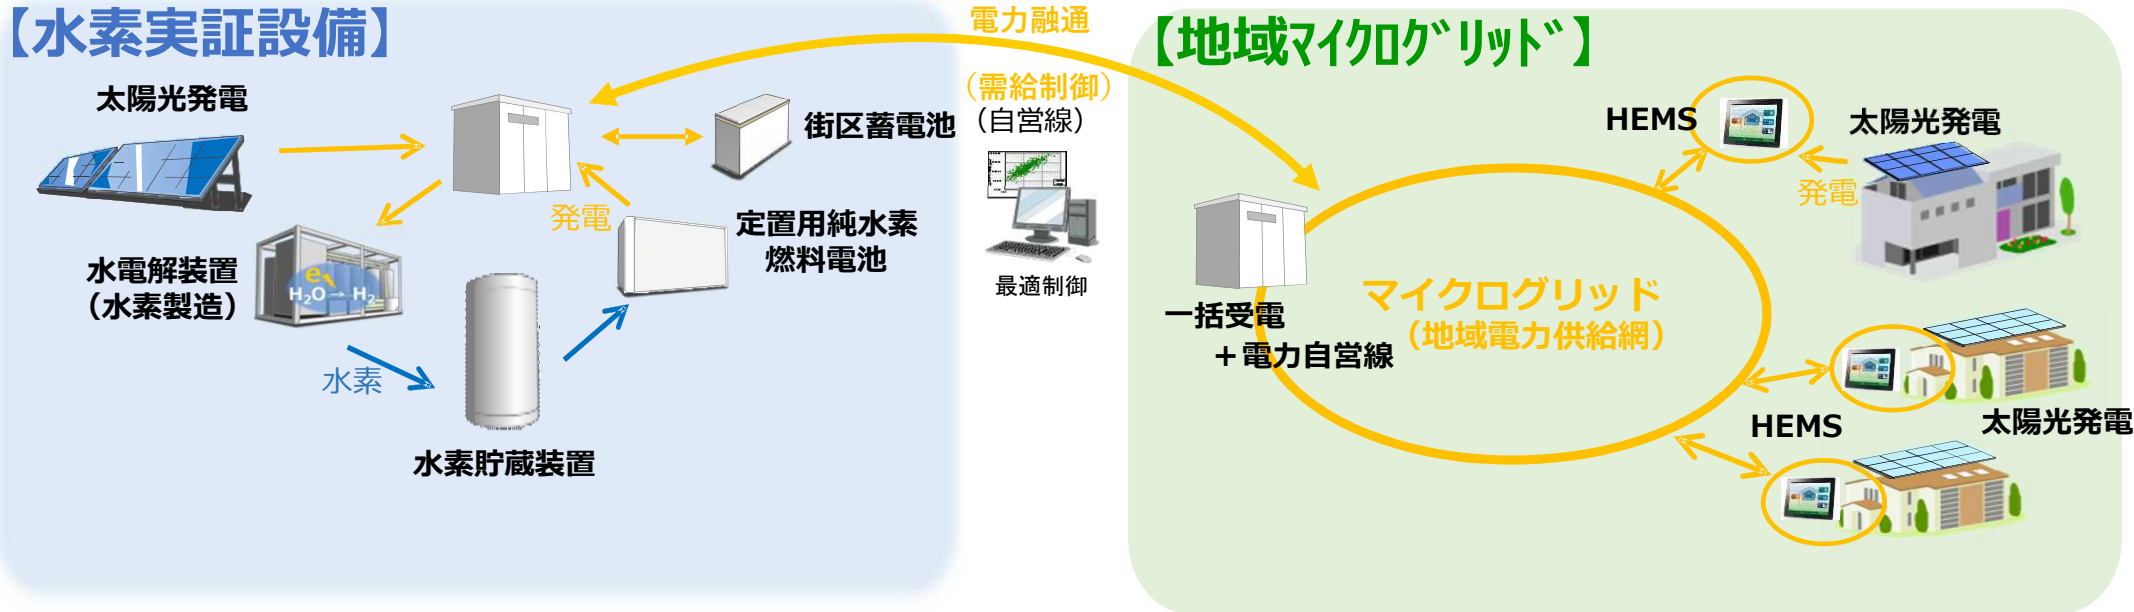 【水素実証設備】
太陽光発電
街区蓄電池
発電
定置用純水素
燃料電池
水電解装置
（水素製造）
e-
H₂O→H₂
水素
水素貯蔵装置
電力融通
（需給制御）
（自営線）
最適制御
【地域ﾏｲｸﾛｸﾞﾘｯﾄﾞ】
HEMS
太陽光発電
発電
一括受電
＋電力自営線
マイクログリッド
（地域電力供給網）
HEMS
太陽光発電